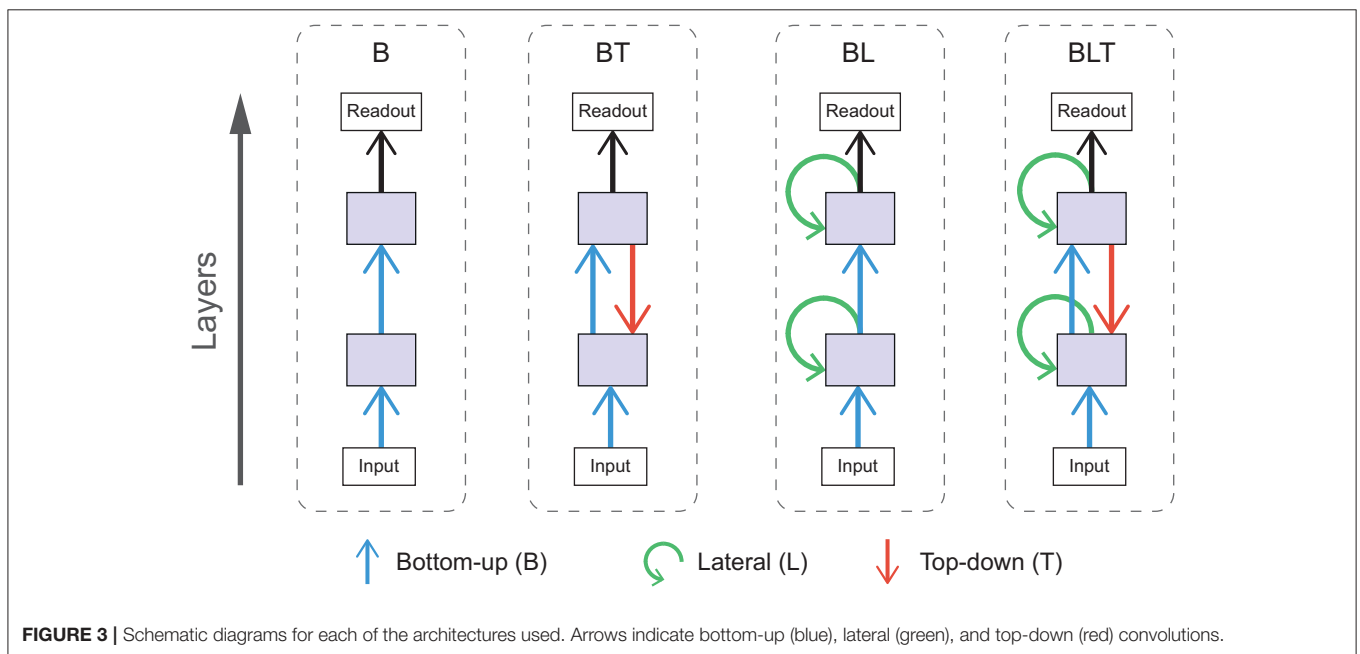 B
BT
BL
BLT
Readout
Readout
Readout
Readout
Layers
Input
Input
Input
Input
Bottom-up (B)
Lateral (L)
Top-down (T)
FIGURE 3 | Schematic diagrams for each of the architectures used. Arrows indicate bottom-up (blue), lateral (green), and top-down (red) convolutions.